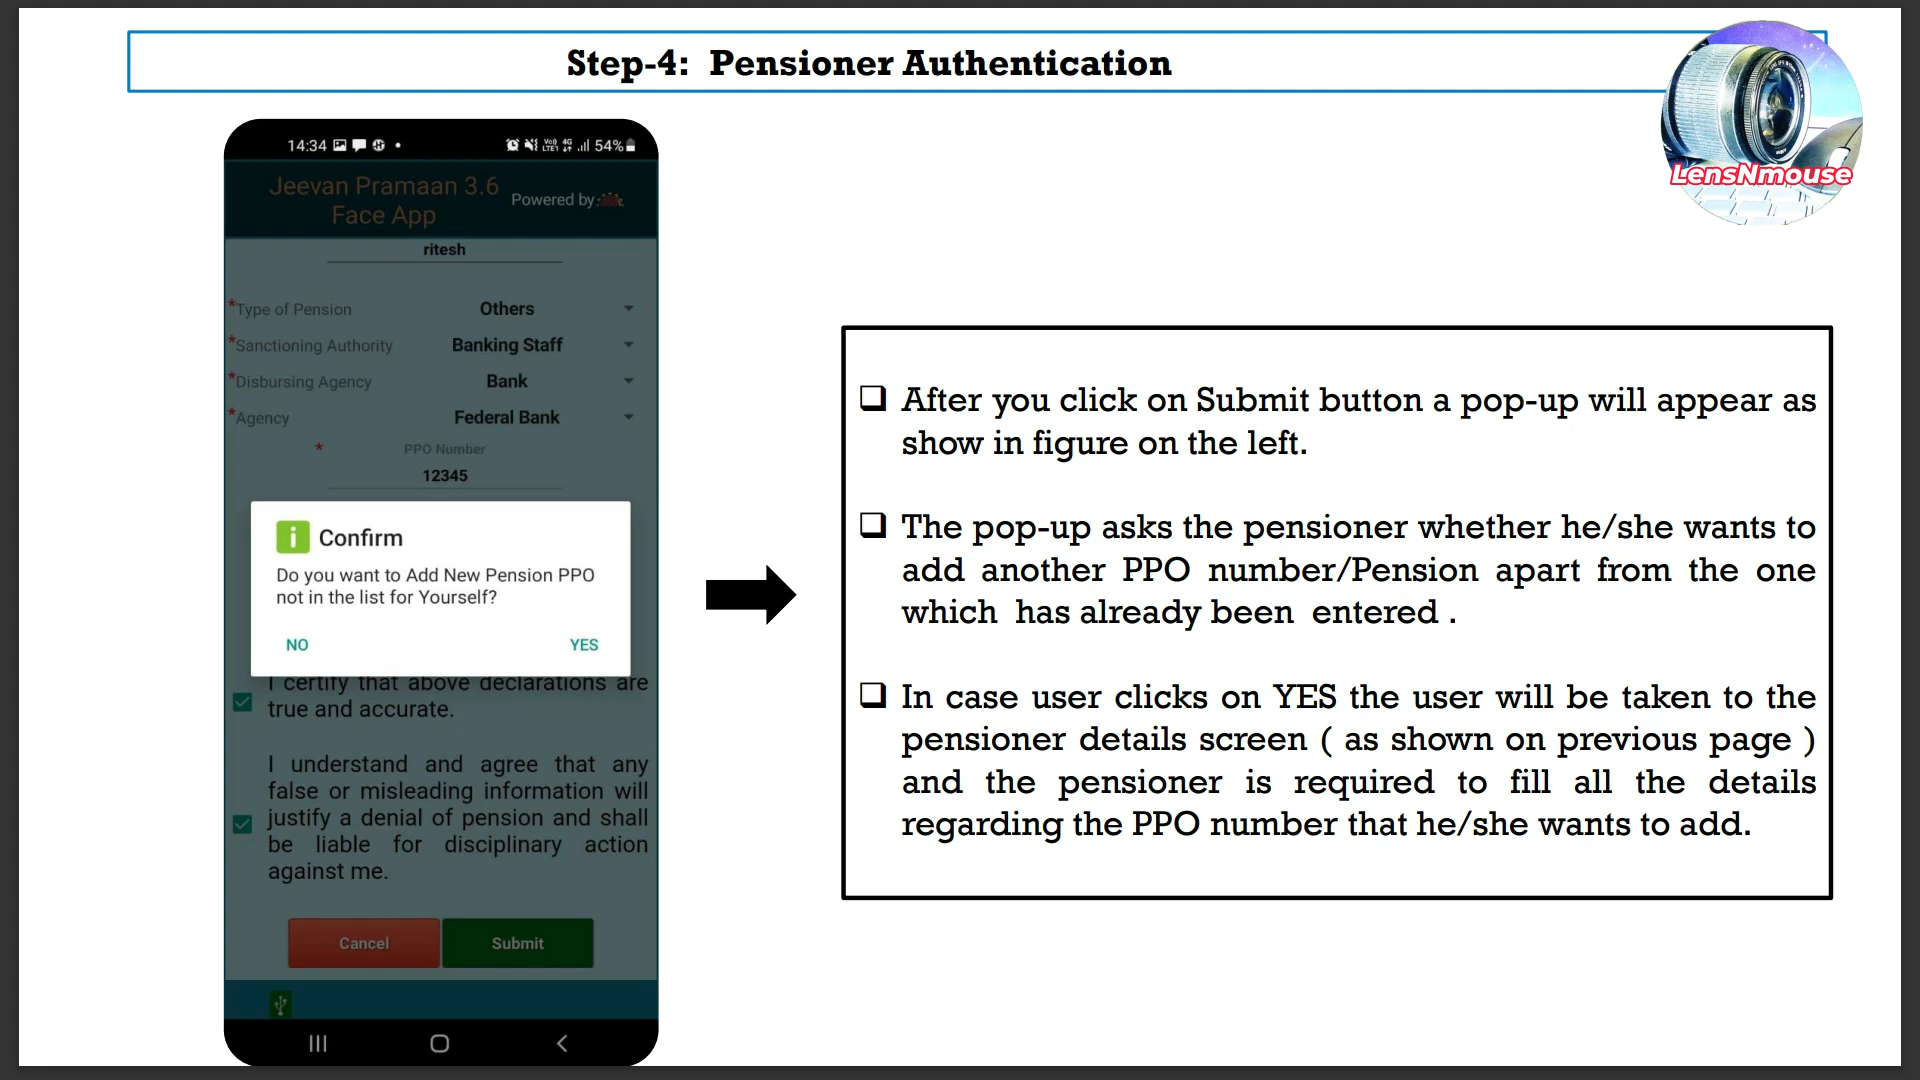 Step-4: Pensioner Authentication
LensNmouse
14:34
54%
Jeevan Pramaan 3.6
Face App
Powered by
ritesh
*Type of Pension Others
*Sanctioning Authority Banking Staff
*Disbursing Agency Bank
*Agency Federal Bank
* PPO Number
12345
Confirm
Do you want to Add New Pension PPO
not in the list for Yourself?
NO YES
I certify that above declarations are
true and accurate.
I understand and agree that any
false or misleading information will
justify a denial of pension and shall
be liable for disciplinary action
against me.
Cancel Submit
After you click on Submit button a pop-up will appear as
show in figure on the left.
The pop-up asks the pensioner whether he/she wants to
add another PPO number/Pension apart from the one
which has already been entered .
In case user clicks on YES the user will be taken to the
pensioner details screen ( as shown on previous page )
and the pensioner is required to fill all the details
regarding the PPO number that he/she wants to add.